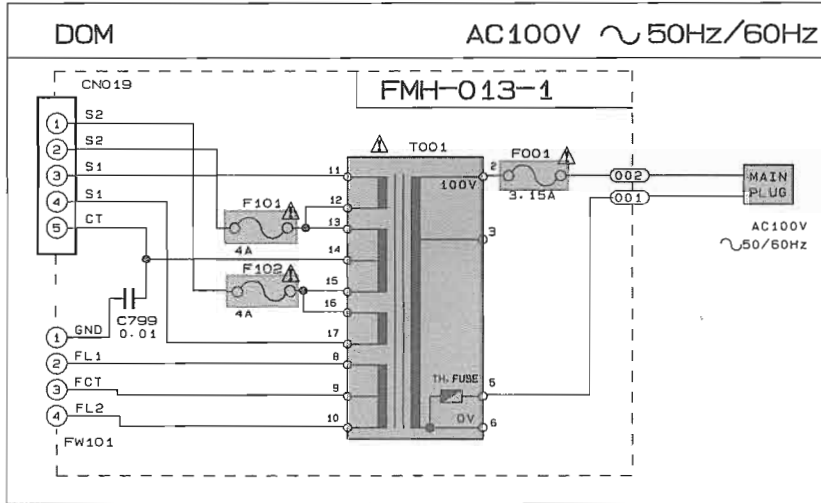 DOM
AC100V ∿ 50Hz/60Hz
CN019
FMH-013-1
1 S2
2 S2
3 S1
4 S1
5 CT
T001
F001
3.15A
002
001
MAIN
PLUG
AC100V
∿50/60Hz
11
12
13
14
15
16
17
8
9
10
2
100V
3
5
TH. FUSE
0V
6
F101
4A
F102
4A
C799
0.01
1 GND
2 FL1
3 FCT
4 FL2
FW101